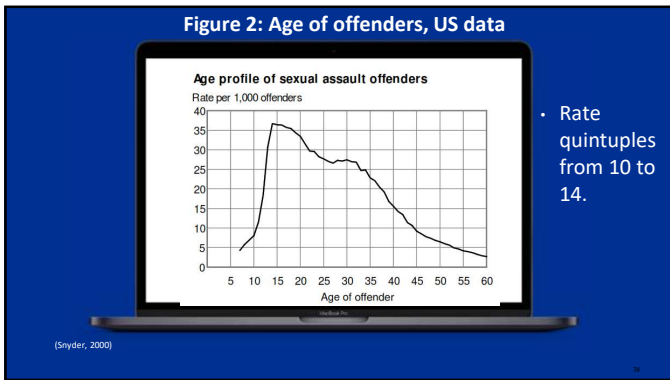 Figure 2: Age of offenders, US data
Age profile of sexual assault offenders
Rate per 1,000 offenders
40
35
30
25
20
15
10
5
0
5 10 15 20 25 30 35 40 45 50 55 60
Age of offender
MacBook Pro
• Rate
quintuples
from 10 to
14.
(Snyder, 2000)